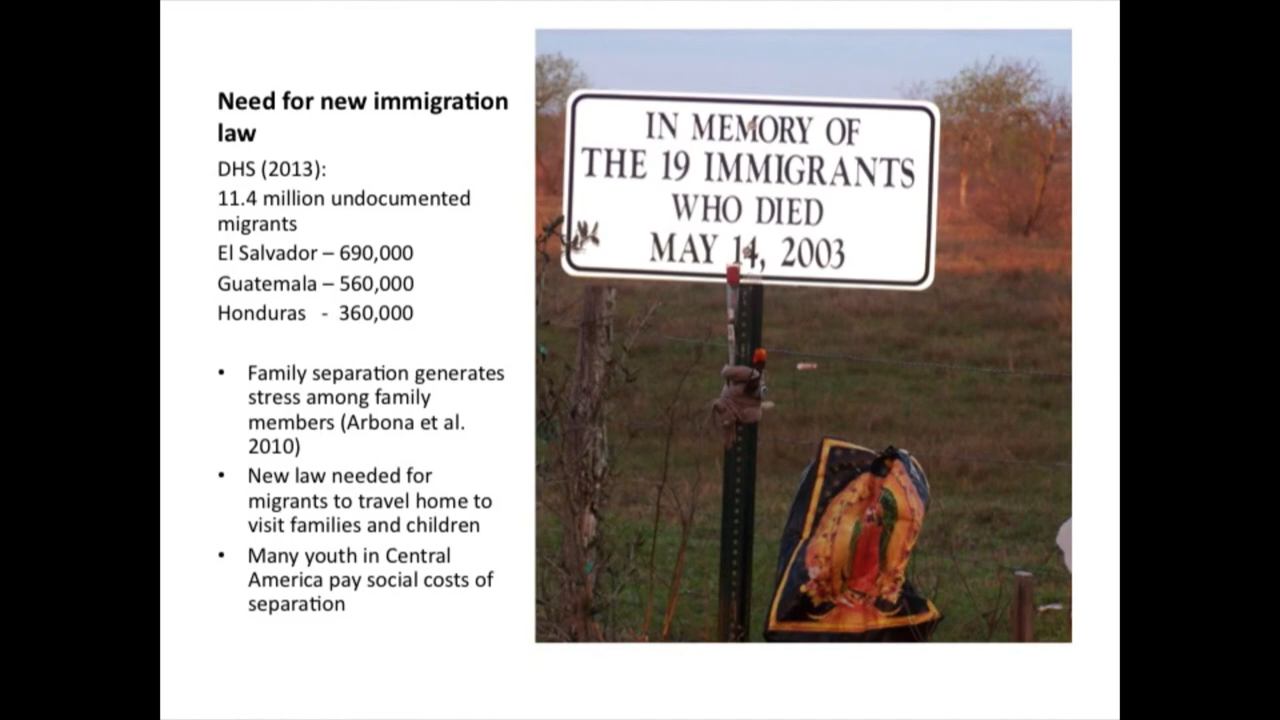 Need for new immigration
law
DHS (2013):
11.4 million undocumented
migrants
El Salvador – 690,000
Guatemala – 560,000
Honduras - 360,000
• Family separation generates
stress among family
members (Arbona et al.
2010)
• New law needed for
migrants to travel home to
visit families and children
• Many youth in Central
America pay social costs of
separation
IN MEMORY OF
THE 19 IMMIGRANTS
WHO DIED
MAY 14, 2003